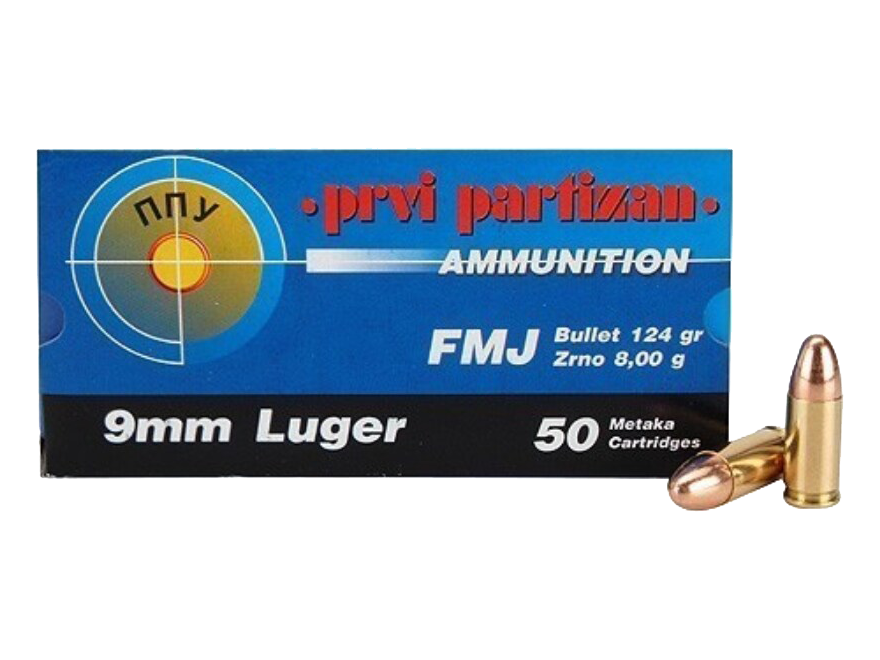 ППУ
• prvi partizan •
AMMUNITION
FMJ
Bullet 124 gr
Zrno 8,00 g
9mm Luger
50
Metaka
Cartridges